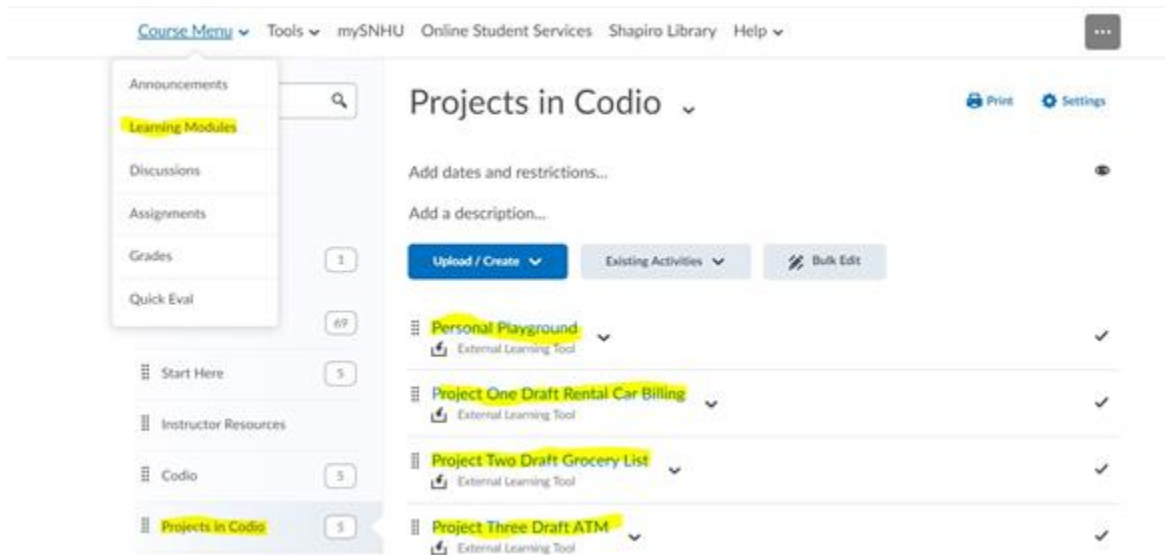 Course Menu Tools mySNHU Online Student Services Shapiro Library Help
Announcements
Learning Modules
Discussions
Assignments
Grades
1
Quick Eval
69
Start Here
5
Instructor Resources
Codio
5
Projects in Codio
5
Projects in Codio
Print
Settings
Add dates and restrictions...
Add a description...
Upload / Create
Existing Activities
Bulk Edit
Personal Playground
External Learning Tool
Project One Draft Rental Car Billing
External Learning Tool
Project Two Draft Grocery List
External Learning Tool
Project Three Draft ATM
External Learning Tool